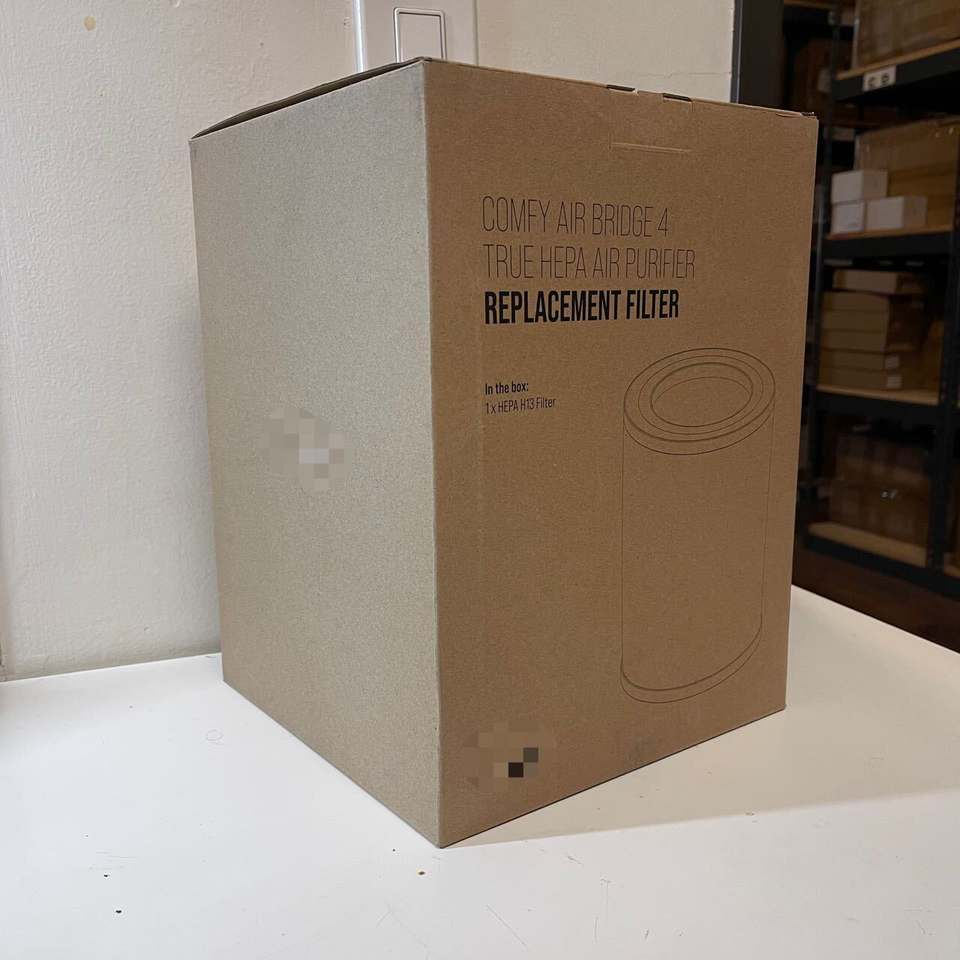 COMFY AIR BRIDGE 4
TRUE HEPA AIR PURIFIER
REPLACEMENT FILTER
In the box:
1 x HEPA H13 Filter